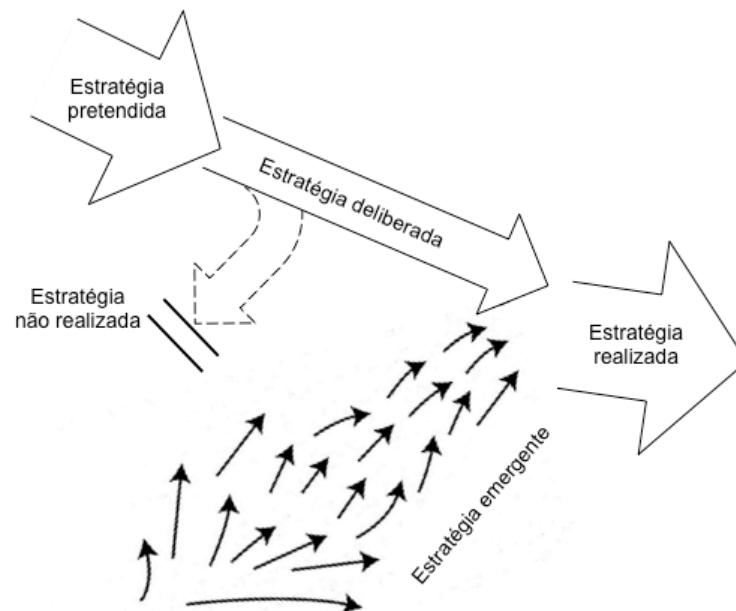 Estratégia
pretendida
Estratégia deliberada
Estratégia
não realizada
Estratégia
realizada
Estratégia emergente